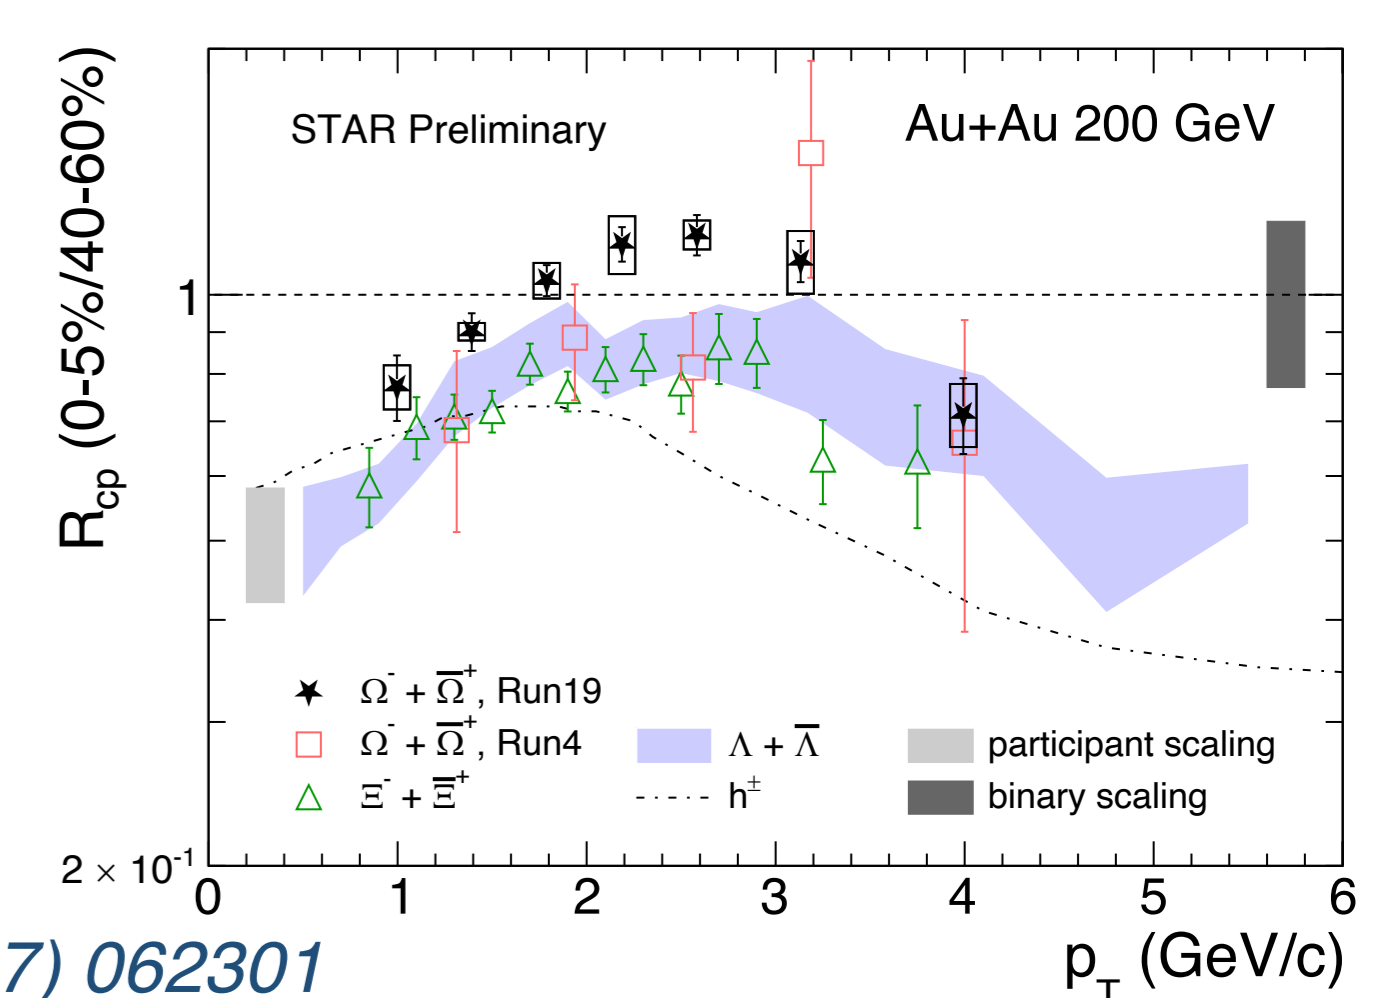 R_cp (0-5%/40-60%)
STAR Preliminary
Au+Au 200 GeV
1
Ω⁻ + Ω̅⁺, Run19
Ω⁻ + Ω̅⁺, Run4
Ξ⁻ + Ξ̅⁺
Λ + Λ̅
h±
participant scaling
binary scaling
2 × 10⁻¹
0 1 2 3 4 5 6
p_T (GeV/c)
7) 062301